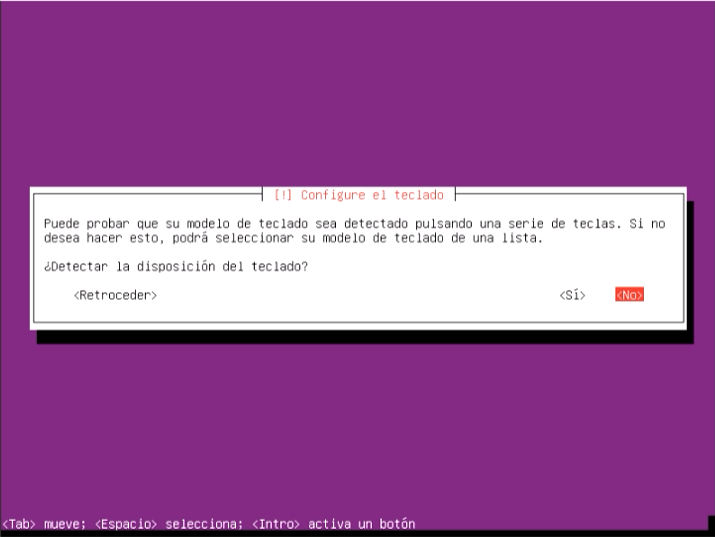 [!] Configure el teclado
Puede probar que su modelo de teclado sea detectado pulsando una serie de teclas. Si no
desea hacer esto, podrá seleccionar su modelo de teclado de una lista.
¿Detectar la disposición del teclado?
<Retroceder> <Sí> <No>
<Tab> mueve; <Espacio> selecciona; <Intro> activa un botón